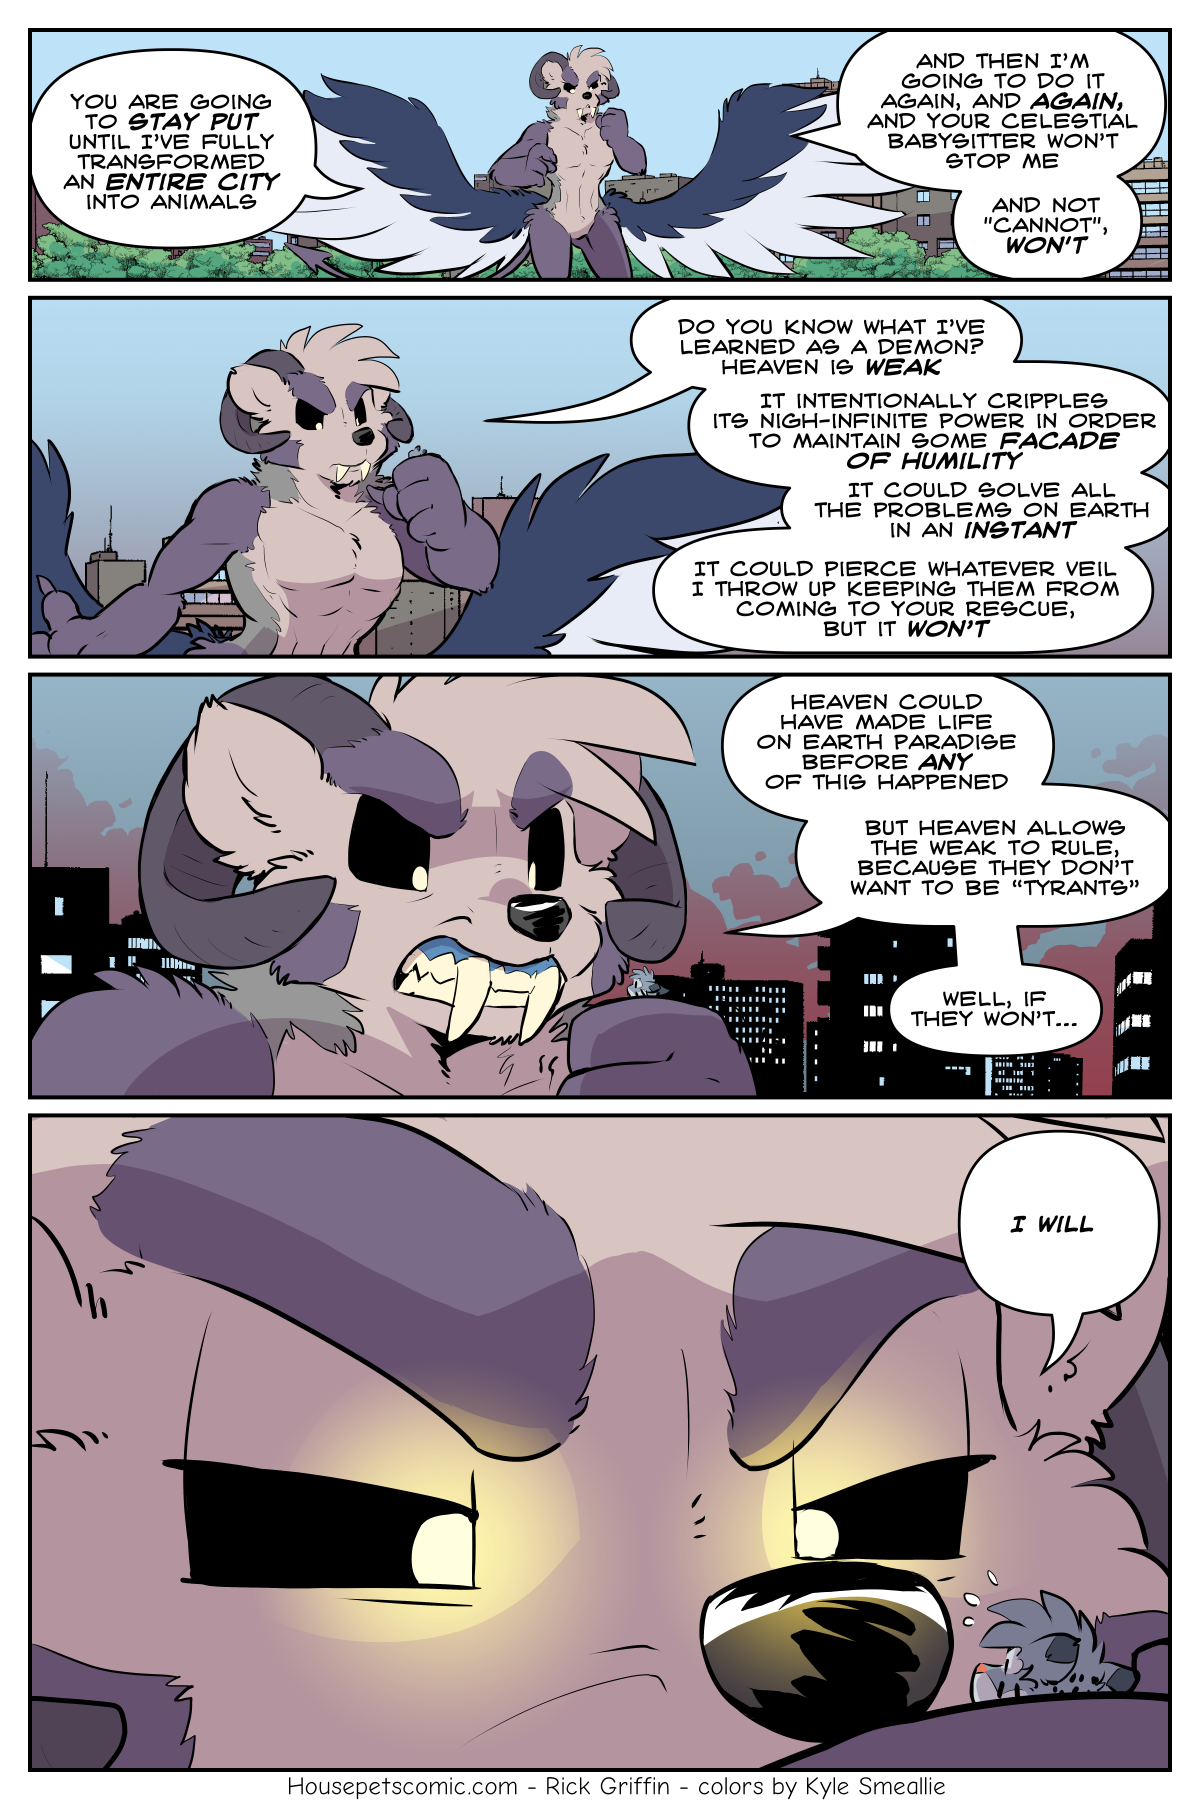 YOU ARE GOING
TO STAY PUT
UNTIL I'VE FULLY
TRANSFORMED
AN ENTIRE CITY
INTO ANIMALS
AND THEN I'M
GOING TO DO IT
AGAIN, AND AGAIN,
AND YOUR CELESTIAL
BABYSITTER WON'T
STOP ME
AND NOT
"CANNOT",
WON'T
DO YOU KNOW WHAT I'VE
LEARNED AS A DEMON?
HEAVEN IS WEAK
IT INTENTIONALLY CRIPPLES
ITS NIGH-INFINITE POWER IN ORDER
TO MAINTAIN SOME FACADE
OF HUMILITY
IT COULD SOLVE ALL
THE PROBLEMS ON EARTH
IN AN INSTANT
IT COULD PIERCE WHATEVER VEIL
I THROW UP KEEPING THEM FROM
COMING TO YOUR RESCUE,
BUT IT WON'T
HEAVEN COULD
HAVE MADE LIFE
ON EARTH PARADISE
BEFORE ANY
OF THIS HAPPENED
BUT HEAVEN ALLOWS
THE WEAK TO RULE,
BECAUSE THEY DON'T
WANT TO BE "TYRANTS"
WELL, IF
THEY WON'T...
I WILL
Housepetscomic.com - Rick Griffin - colors by Kyle Smeallie